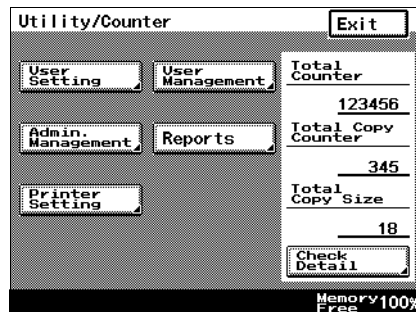 Utility/Counter
Exit
User
Setting
User
Management
Admin.
Management
Reports
Printer
Setting
Total
Counter
123456
Total Copy
Counter
345
Total
Copy Size
18
Check
Detail
Memory
Free 100%